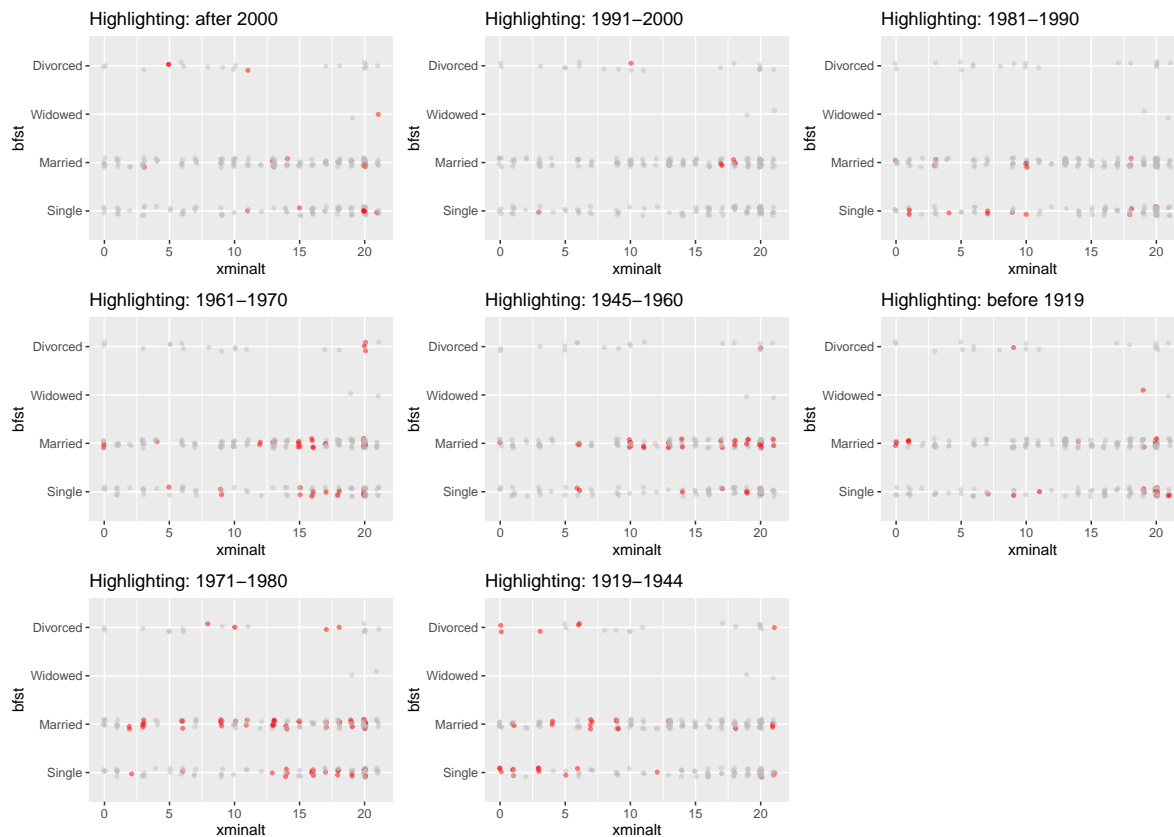 Highlighting: after 2000
Divorced
Widowed
Married
Single
bfst
0 5 10 15 20
xminalt
Highlighting: 1991−2000
Divorced
Widowed
Married
Single
bfst
0 5 10 15 20
xminalt
Highlighting: 1981−1990
Divorced
Widowed
Married
Single
bfst
0 5 10 15 20
xminalt
Highlighting: 1961−1970
Divorced
Widowed
Married
Single
bfst
0 5 10 15 20
xminalt
Highlighting: 1945−1960
Divorced
Widowed
Married
Single
bfst
0 5 10 15 20
xminalt
Highlighting: before 1919
Divorced
Widowed
Married
Single
bfst
0 5 10 15 20
xminalt
Highlighting: 1971−1980
Divorced
Widowed
Married
Single
bfst
0 5 10 15 20
xminalt
Highlighting: 1919−1944
Divorced
Widowed
Married
Single
bfst
0 5 10 15 20
xminalt